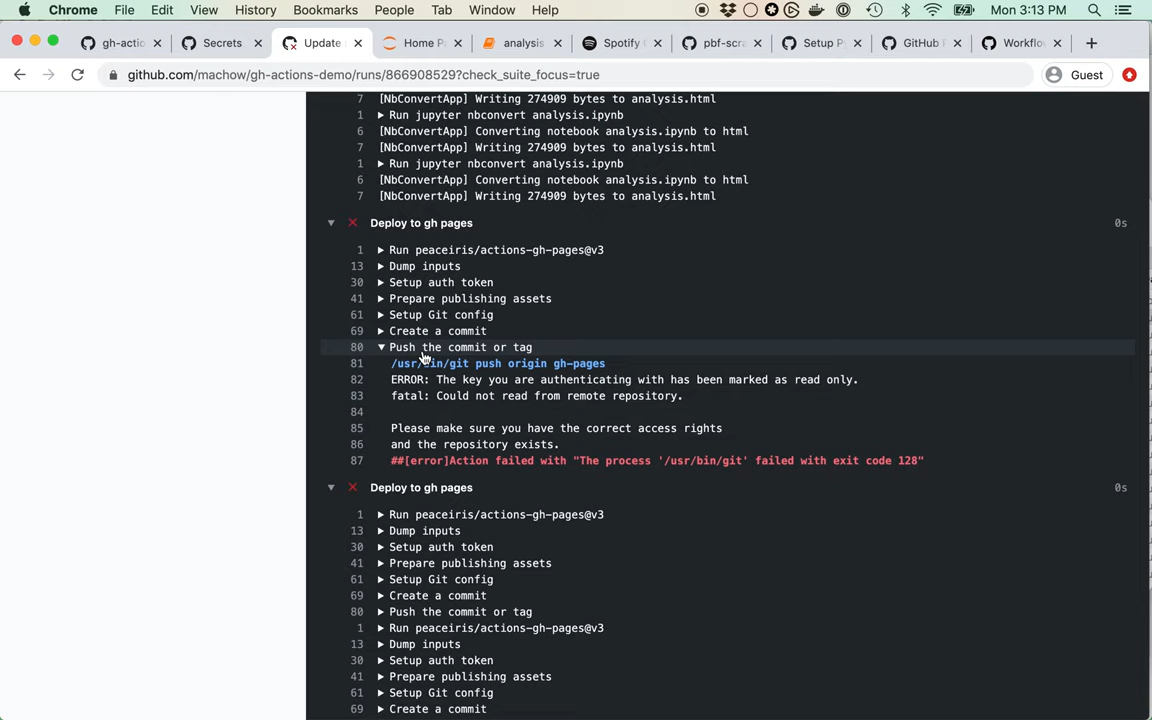 Chrome File Edit View History Bookmarks People Tab Window Help Mon 3:13 PM
gh-actio Secrets Update Home P analysis Spotify pbf-scra Setup Py GitHub Workflo
github.com/machow/gh-actions-demo/runs/866908529?check_suite_focus=true Guest
7 [NbConvertApp] Writing 274909 bytes to analysis.html
1 Run jupyter nbconvert analysis.ipynb
6 [NbConvertApp] Converting notebook analysis.ipynb to html
7 [NbConvertApp] Writing 274909 bytes to analysis.html
1 Run jupyter nbconvert analysis.ipynb
6 [NbConvertApp] Converting notebook analysis.ipynb to html
7 [NbConvertApp] Writing 274909 bytes to analysis.html
Deploy to gh pages 0s
1 Run peaceiris/actions-gh-pages@v3
13 Dump inputs
30 Setup auth token
41 Prepare publishing assets
61 Setup Git config
69 Create a commit
80 Push the commit or tag
81 /usr/bin/git push origin gh-pages
82 ERROR: The key you are authenticating with has been marked as read only.
83 fatal: Could not read from remote repository.
84
85 Please make sure you have the correct access rights
86 and the repository exists.
87 ##[error]Action failed with "The process '/usr/bin/git' failed with exit code 128"
Deploy to gh pages 0s
1 Run peaceiris/actions-gh-pages@v3
13 Dump inputs
30 Setup auth token
41 Prepare publishing assets
61 Setup Git config
69 Create a commit
80 Push the commit or tag
1 Run peaceiris/actions-gh-pages@v3
13 Dump inputs
30 Setup auth token
41 Prepare publishing assets
61 Setup Git config
69 Create a commit